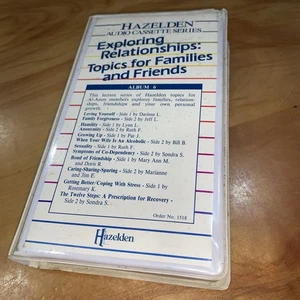 HAZELDEN
AUDIO CASSETTE SERIES
Exploring
Relationships:
Topics for Families
and Friends
ALBUM 6
This lecture series of Hazelden topics for
Al-Anon members explores families, relation-
ships, friendships and your own personal
growth.
Loving Yourself - Side 1 by Darlene L.
Family Forgiveness - Side 2 by Jeff L.
Humility - Side 1 by Lynn L.
Anonymity - Side 2 by Ruth F.
Growing Up - Side 1 by Pat J.
When Your Wife Is An Alcoholic - Side 2 by Bill B.
Sexuality - Side 1 by Ruth F.
Symptoms of Co-Dependency - Side 2 by Sondra S.
Road of Friendship - Side 1 by Mary Ann M.
and Doris R.
Caring-Sharing-Sparing - Side 2 by Marianne
and Jim E.
Getting Better/Coping With Stress - Side 1 by
Rosemary K.
The Twelve Steps: A Prescription for Recovery -
Side 2 by Sondra S.
Order No. 1518
Hazelden